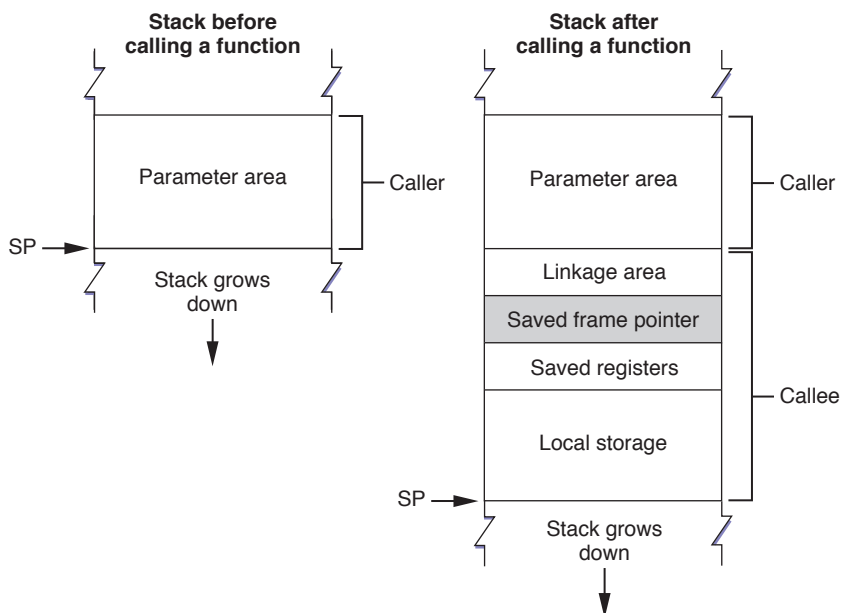 Stack before
calling a function
Parameter area
Caller
SP
Stack grows
down
Stack after
calling a function
Parameter area
Caller
Linkage area
Saved frame pointer
Saved registers
Callee
Local storage
SP
Stack grows
down